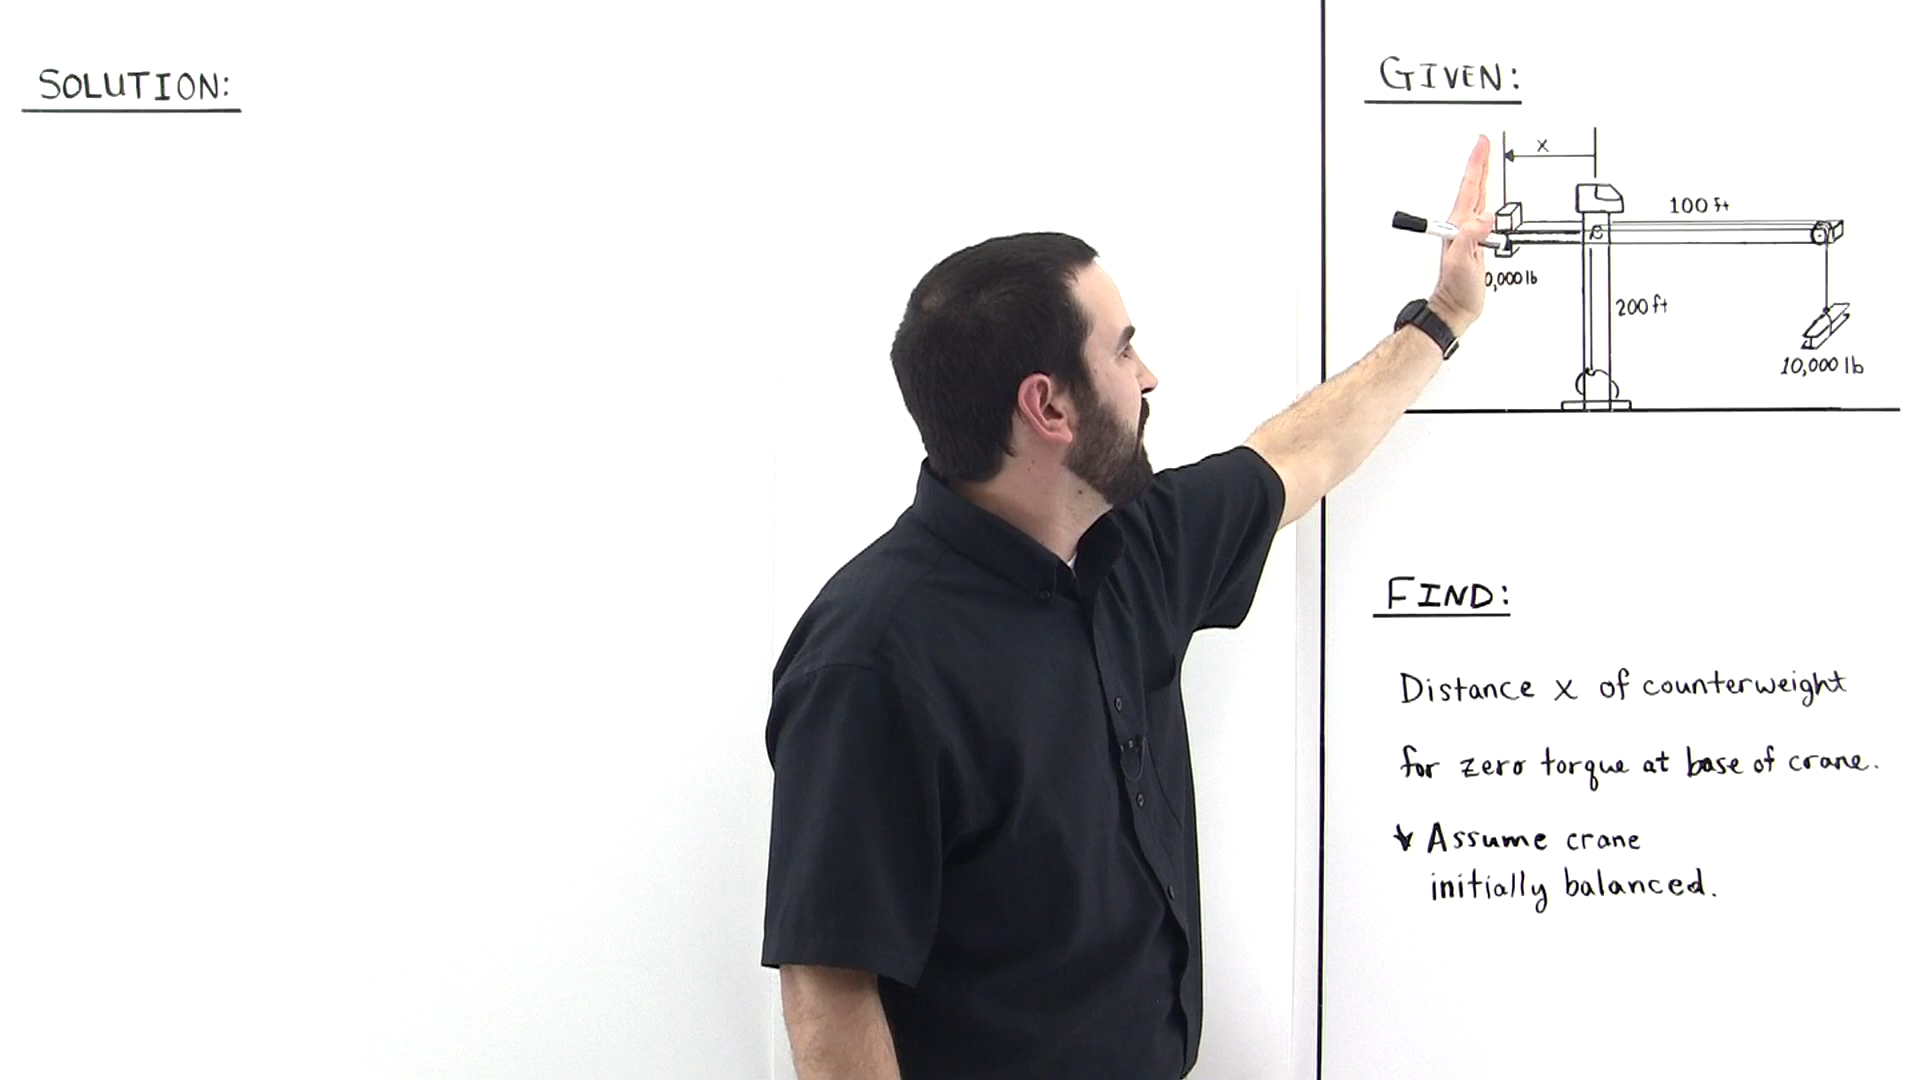 SOLUTION:
GIVEN:
x
100 ft
0,000 lb
200 ft
10,000 lb
FIND:
Distance x of counterweight
for zero torque at base of crane.
* Assume crane
initially balanced.